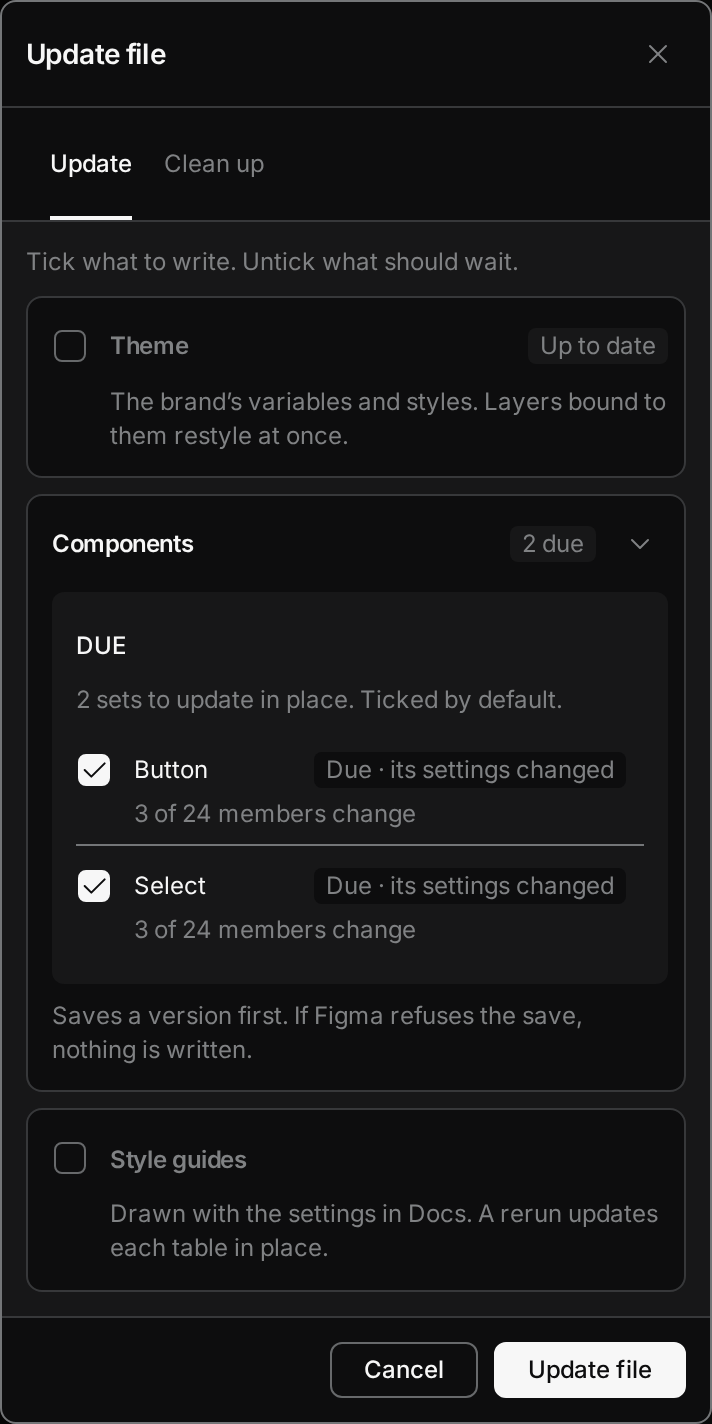 Update file
Update
Clean up
Tick what to write. Untick what should wait.
Theme
Up to date
The brand’s variables and styles. Layers bound to
them restyle at once.
Components
2 due
DUE
2 sets to update in place. Ticked by default.
Button
Due · its settings changed
3 of 24 members change
Select
Due · its settings changed
3 of 24 members change
Saves a version first. If Figma refuses the save,
nothing is written.
Style guides
Drawn with the settings in Docs. A rerun updates
each table in place.
Cancel
Update file